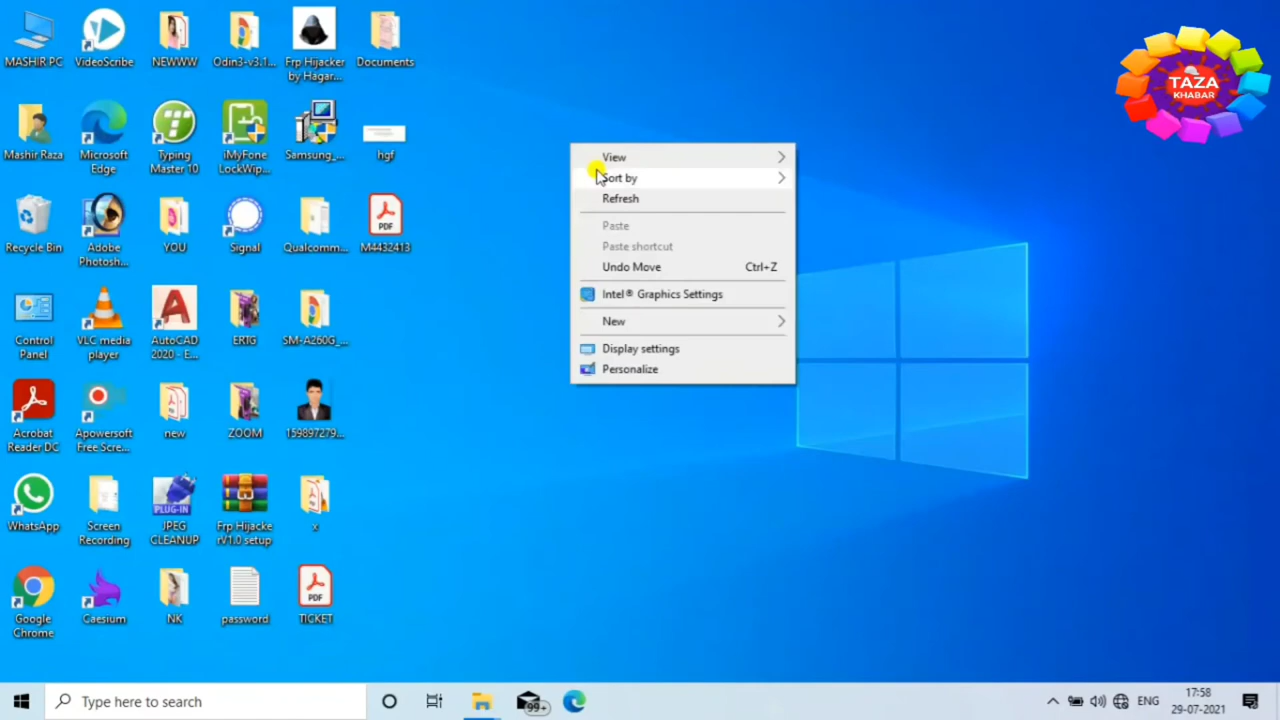 MASHIR PC
VideoScribe
NEWWW
Odin3-v3.1...
Frp Hijacker
by Hagar...
Documents
Mashir Raza
Microsoft
Edge
Typing
Master 10
iMyFone
LockWip...
Samsung_...
hgf
Recycle Bin
Adobe
Photosh...
YOU
Signal
Qualcomm...
PDF
M4432413
Control
Panel
VLC media
player
AutoCAD
2020 - E...
ERTG
SM-A260G_...
Acrobat
Reader DC
Apowersoft
Free Scre...
new
ZOOM
159897279...
WhatsApp
Screen
Recording
PLUG-IN
JPEG
CLEANUP
Frp Hijacke
rV1.0 setup
x
Google
Chrome
Caesium
NK
password
PDF
TICKET
View
Sort by
Refresh
Paste
Paste shortcut
Undo Move Ctrl+Z
Intel® Graphics Settings
New
Display settings
Personalize
TAZA
KHABAR
Type here to search
99+
ENG
17:58
29-07-2021